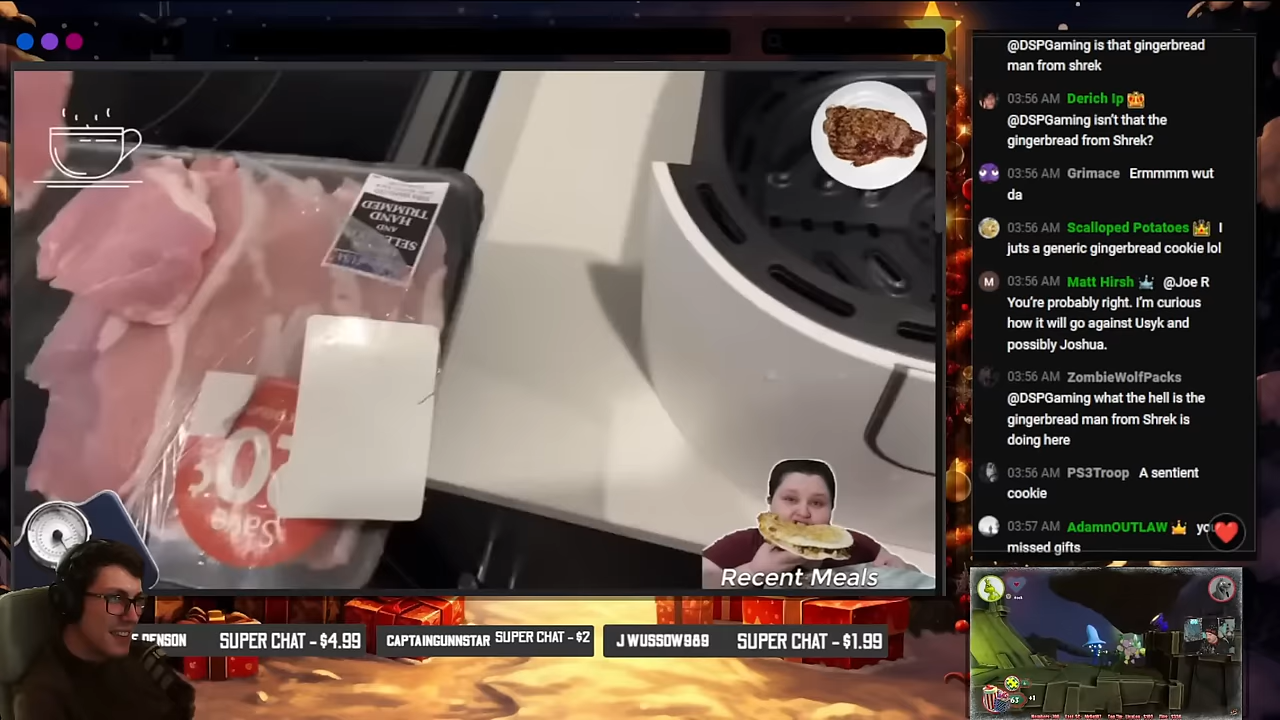 @DSPGaming is that gingerbread
man from shrek
03:56 AM Derich Ip
@DSPGaming isn't that the
gingerbread from Shrek?
03:56 AM Grimace Ermmmm wut
da
03:56 AM Scalloped Potatoes I
juts a generic gingerbread cookie lol
03:56 AM Matt Hirsh @Joe R
You're probably right. I'm curious
how it will go against Usyk and
possibly Joshua.
03:56 AM ZombieWolfPacks
@DSPGaming what the hell is the
gingerbread man from Shrek is
doing here
03:56 AM PS3Troop A sentient
cookie
03:57 AM AdamnOUTLAW
missed gifts
M
AND
HAND
TRIMMED
Save
Recent Meals
DENSON SUPER CHAT - $4.99
CAPTAINGUNNSTAR SUPER CHAT - $2
J WUSSOW989 SUPER CHAT - $1.99
63